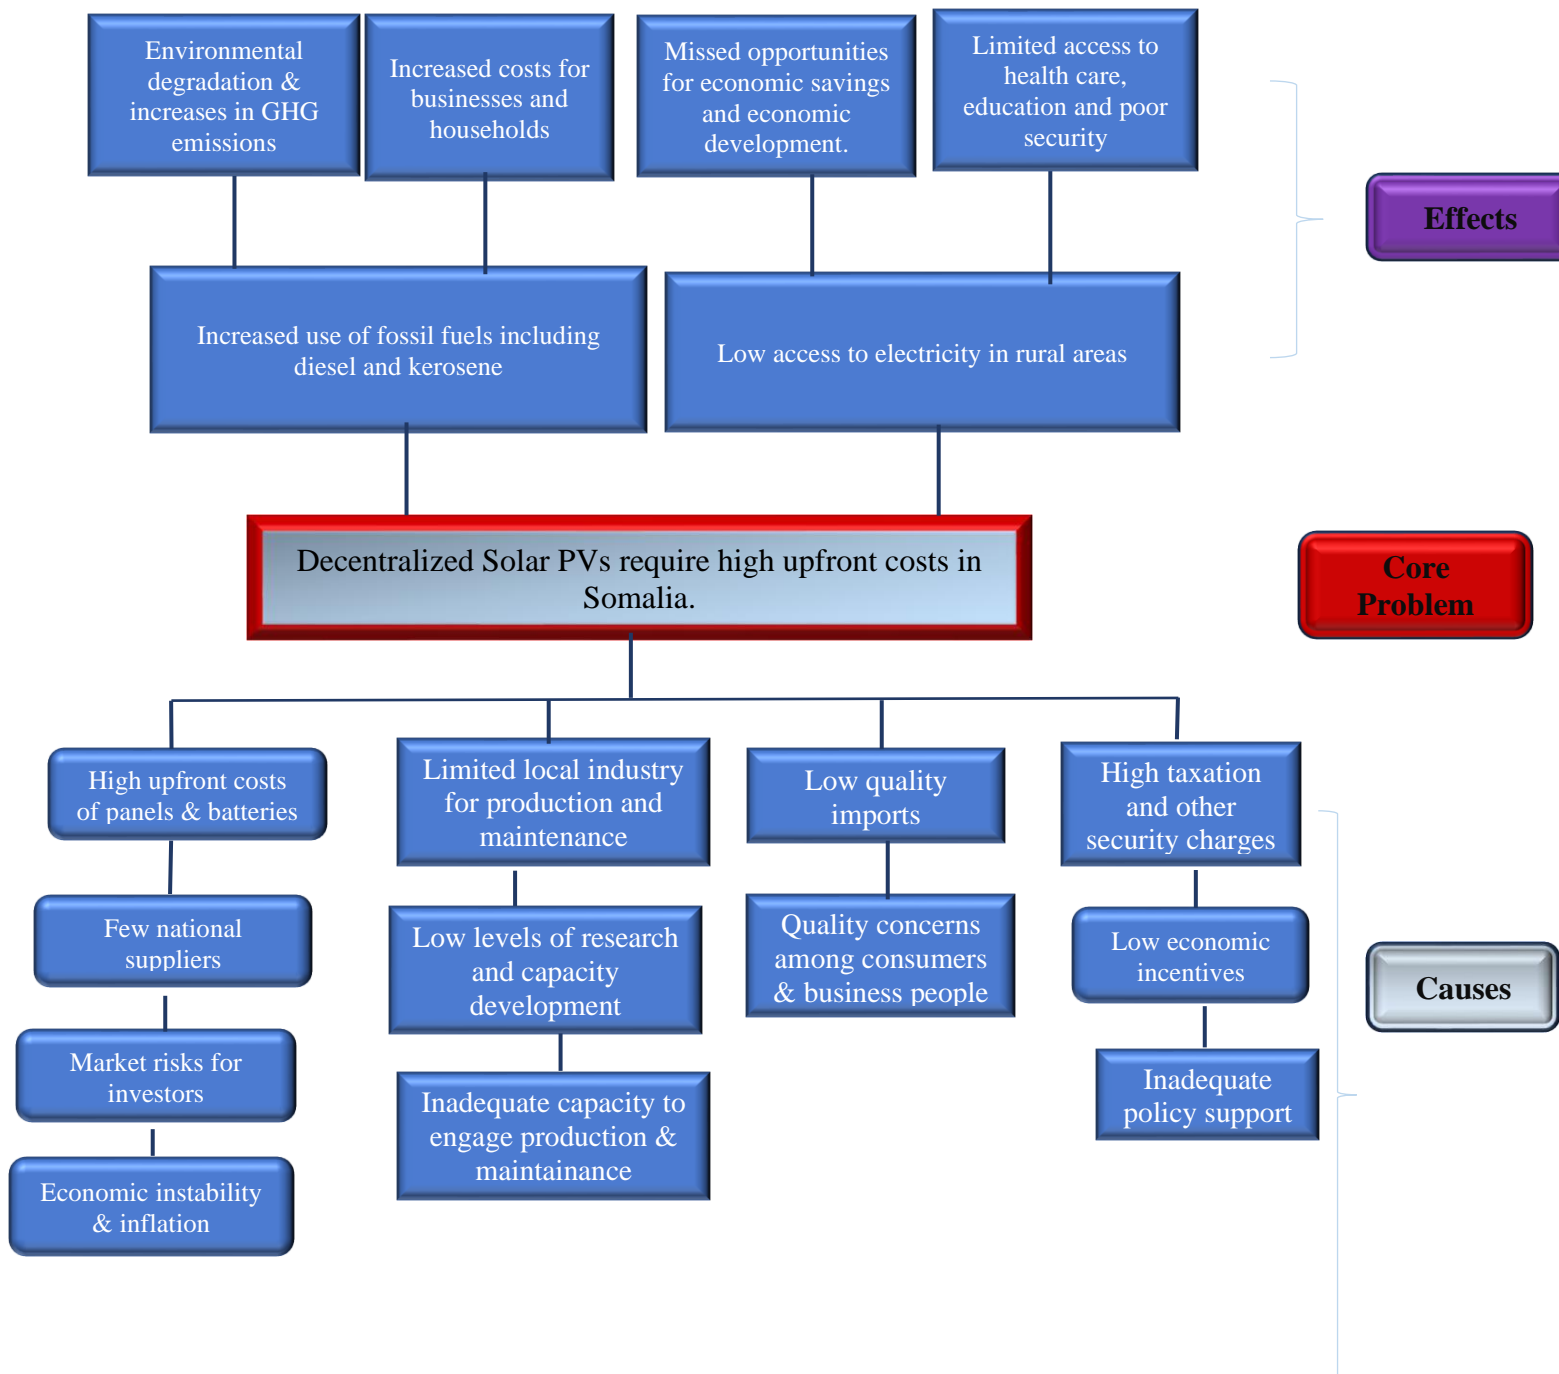 Environmental
degradation &
increases in GHG
emissions
Increased costs for
businesses and
households
Missed opportunities
for economic savings
and economic
development.
Limited access to
health care,
education and poor
security
Effects
Increased use of fossil fuels including
diesel and kerosene
Low access to electricity in rural areas
Decentralized Solar PVs require high upfront costs in
Somalia.
Core
Problem
High upfront costs
of panels & batteries
Limited local industry
for production and
maintenance
Low quality
imports
High taxation
and other
security charges
Few national
suppliers
Low levels of research
and capacity
development
Quality concerns
among consumers
& business people
Low economic
incentives
Causes
Market risks for
investors
Inadequate capacity to
engage production &
maintainance
Inadequate
policy support
Economic instability
& inflation